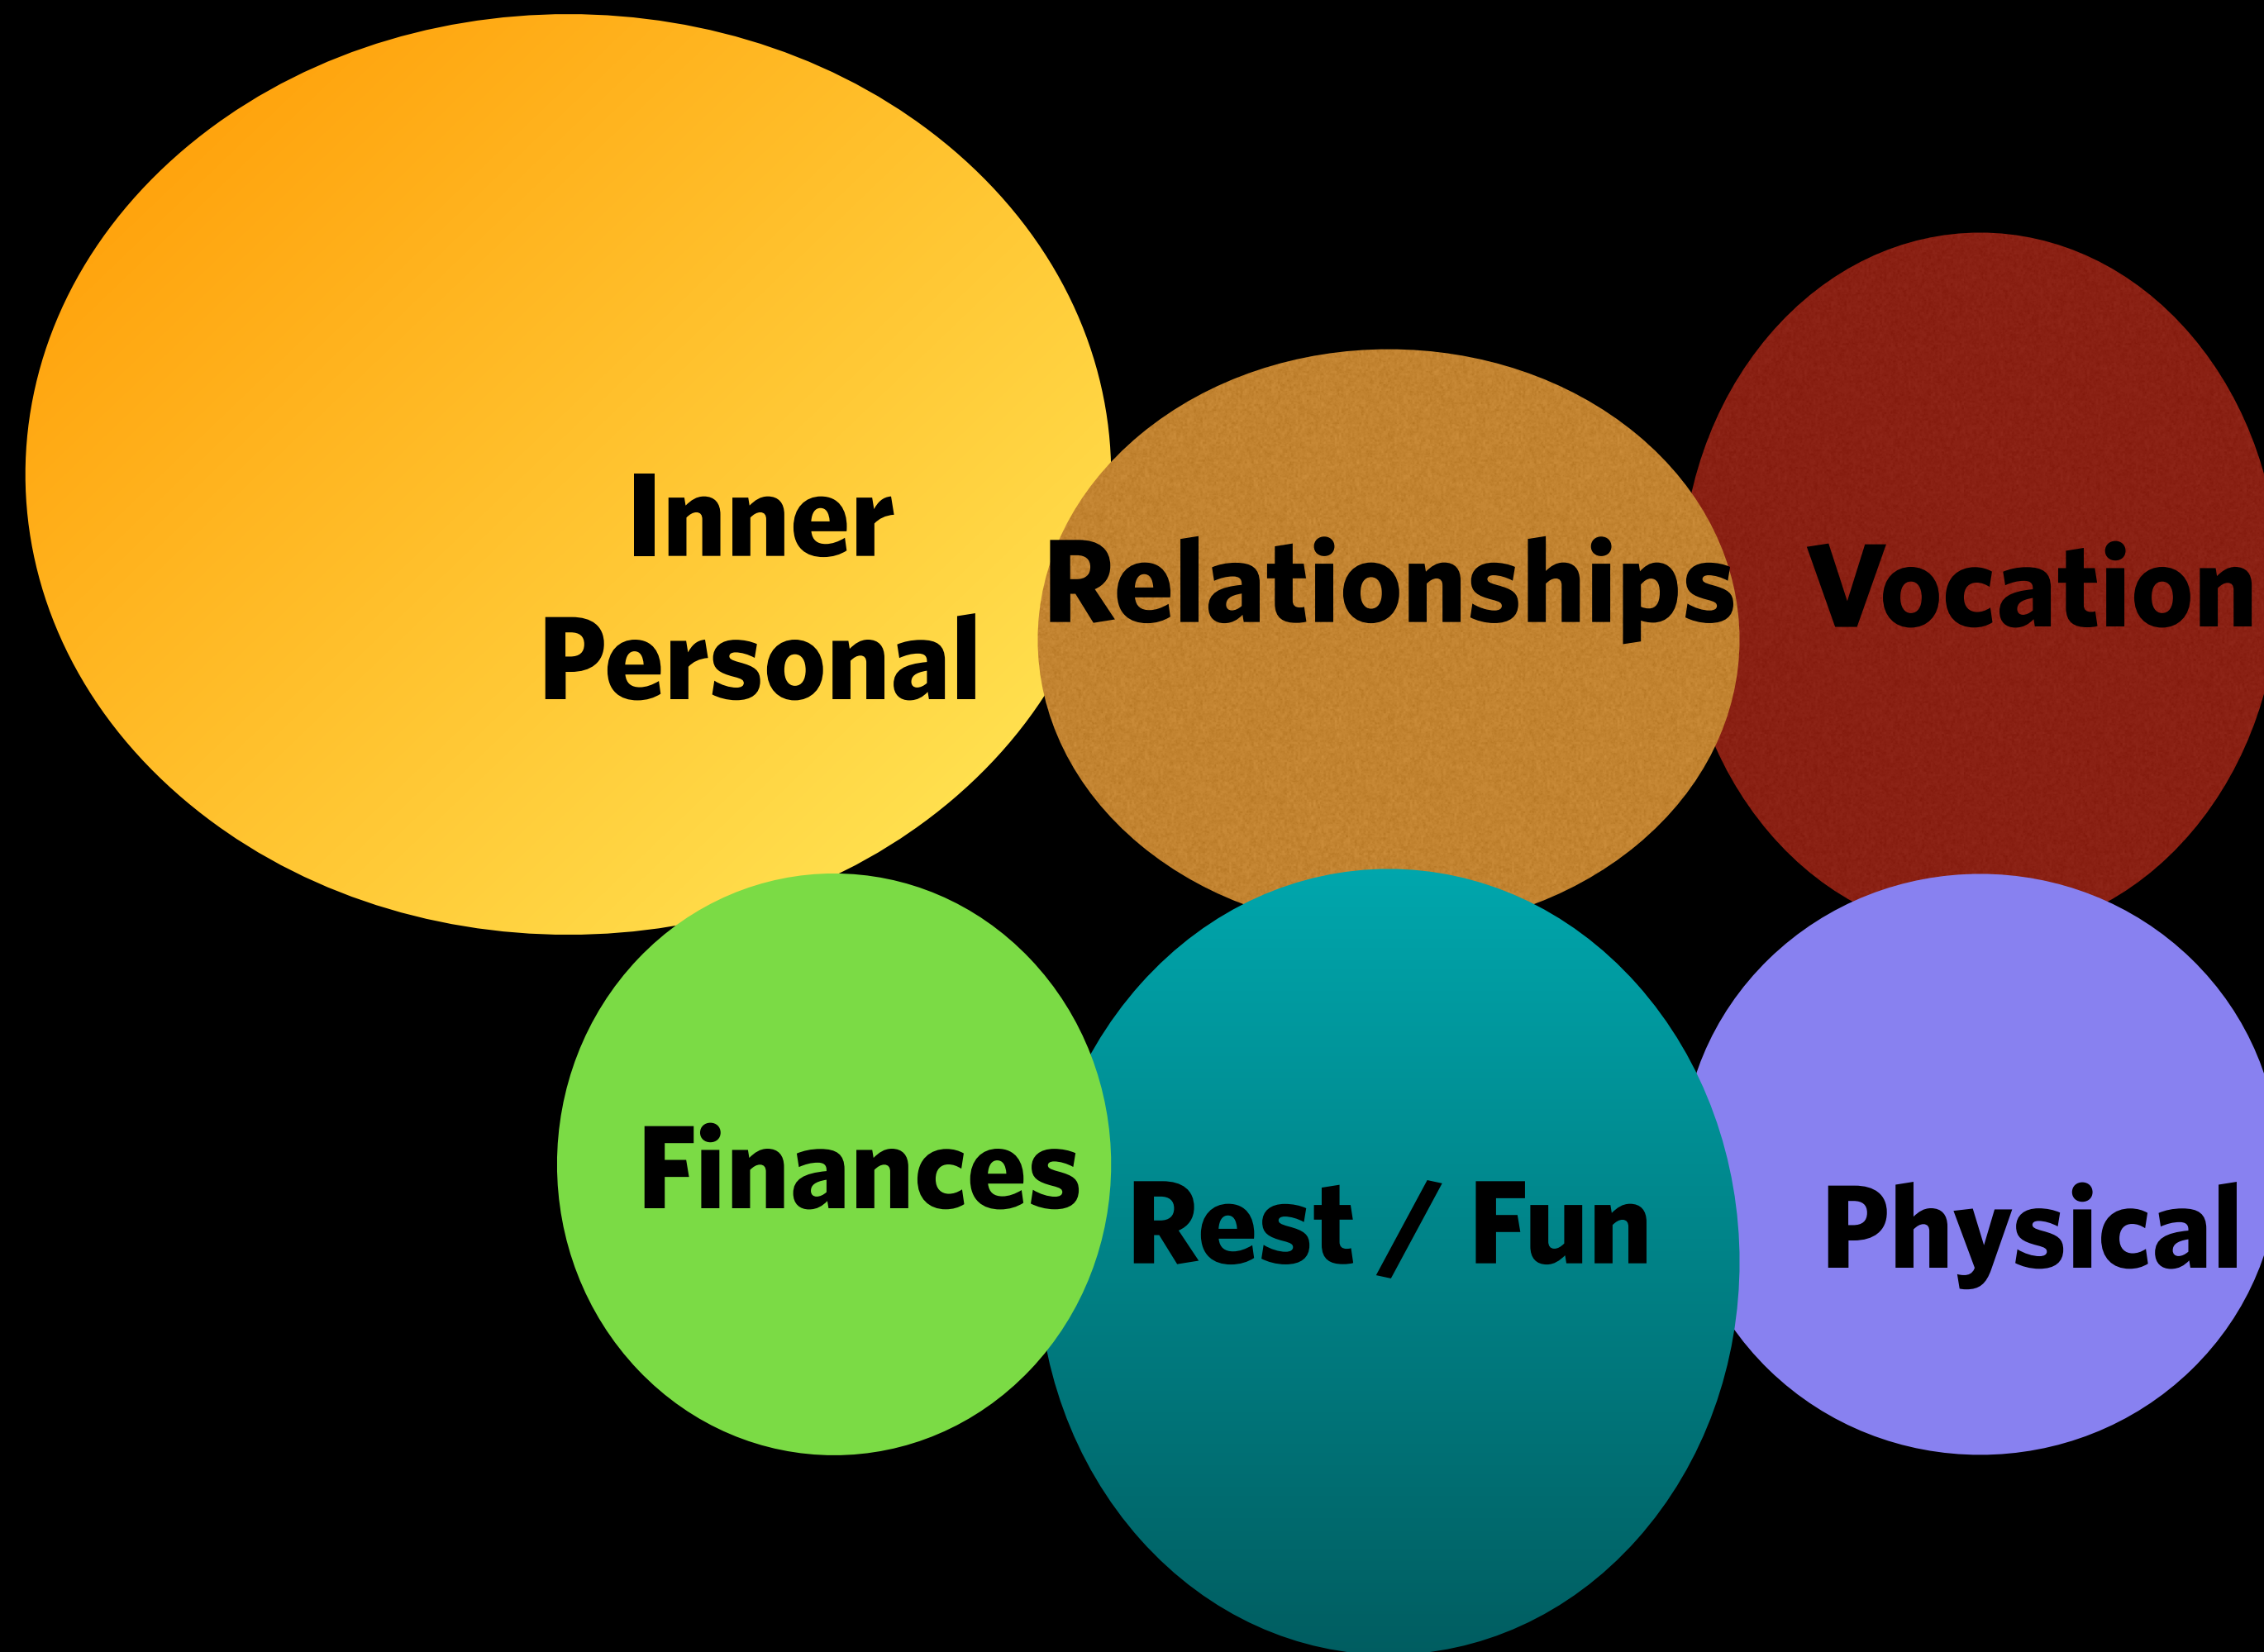 Inner
Personal
Relationships
Vocation
Finances
Rest / Fun
Physical